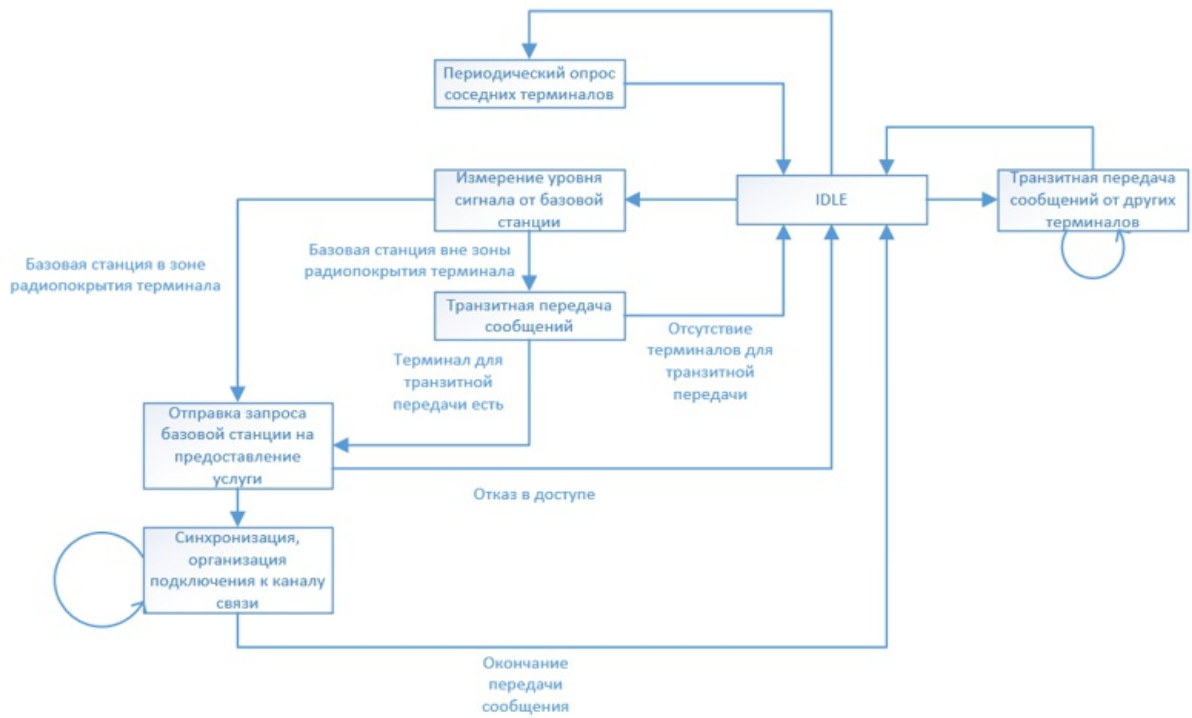 Периодический опрос
соседних терминалов
Измерение уровня
сигнала от базовой
станции
IDLE
Транзитная передача
сообщений от других
терминалов
Базовая станция в зоне
радиопокрытия терминала
Базовая станция вне зоны
радиопокрытия терминала
Транзитная передача
сообщений
Отсутствие
терминалов для
транзитной
передачи
Терминал для
транзитной
передачи есть
Отправка запроса
базовой станции на
предоставление
услуги
Отказ в доступе
Синхронизация,
организация
подключения к каналу
связи
Окончание
передачи
сообщения